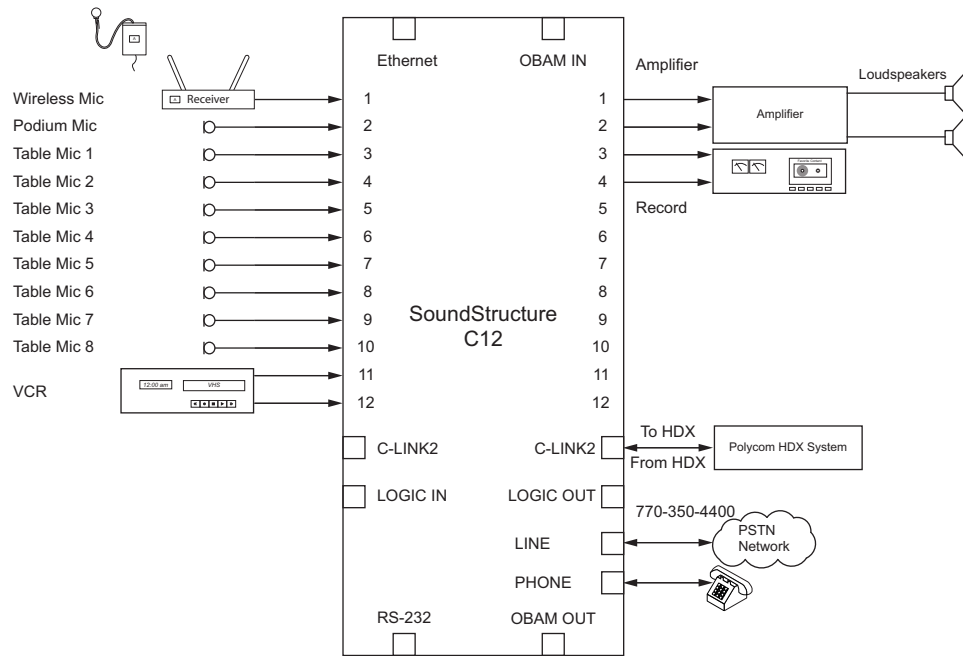 Ethernet
OBAM IN
A
Wireless Mic
A Receiver
Podium Mic
Table Mic 1
Table Mic 2
Table Mic 3
Table Mic 4
Table Mic 5
Table Mic 6
Table Mic 7
Table Mic 8
VCR
12:00 am
VHS
1
2
3
4
5
6
7
8
9
10
11
12
SoundStructure
C12
1
2
3
4
5
6
7
8
9
10
11
12
Amplifier
Amplifier
Loudspeakers
Record
C-LINK2
C-LINK2
To HDX
From HDX
Polycom HDX System
LOGIC IN
LOGIC OUT
770-350-4400
LINE
PSTN
Network
PHONE
RS-232
OBAM OUT